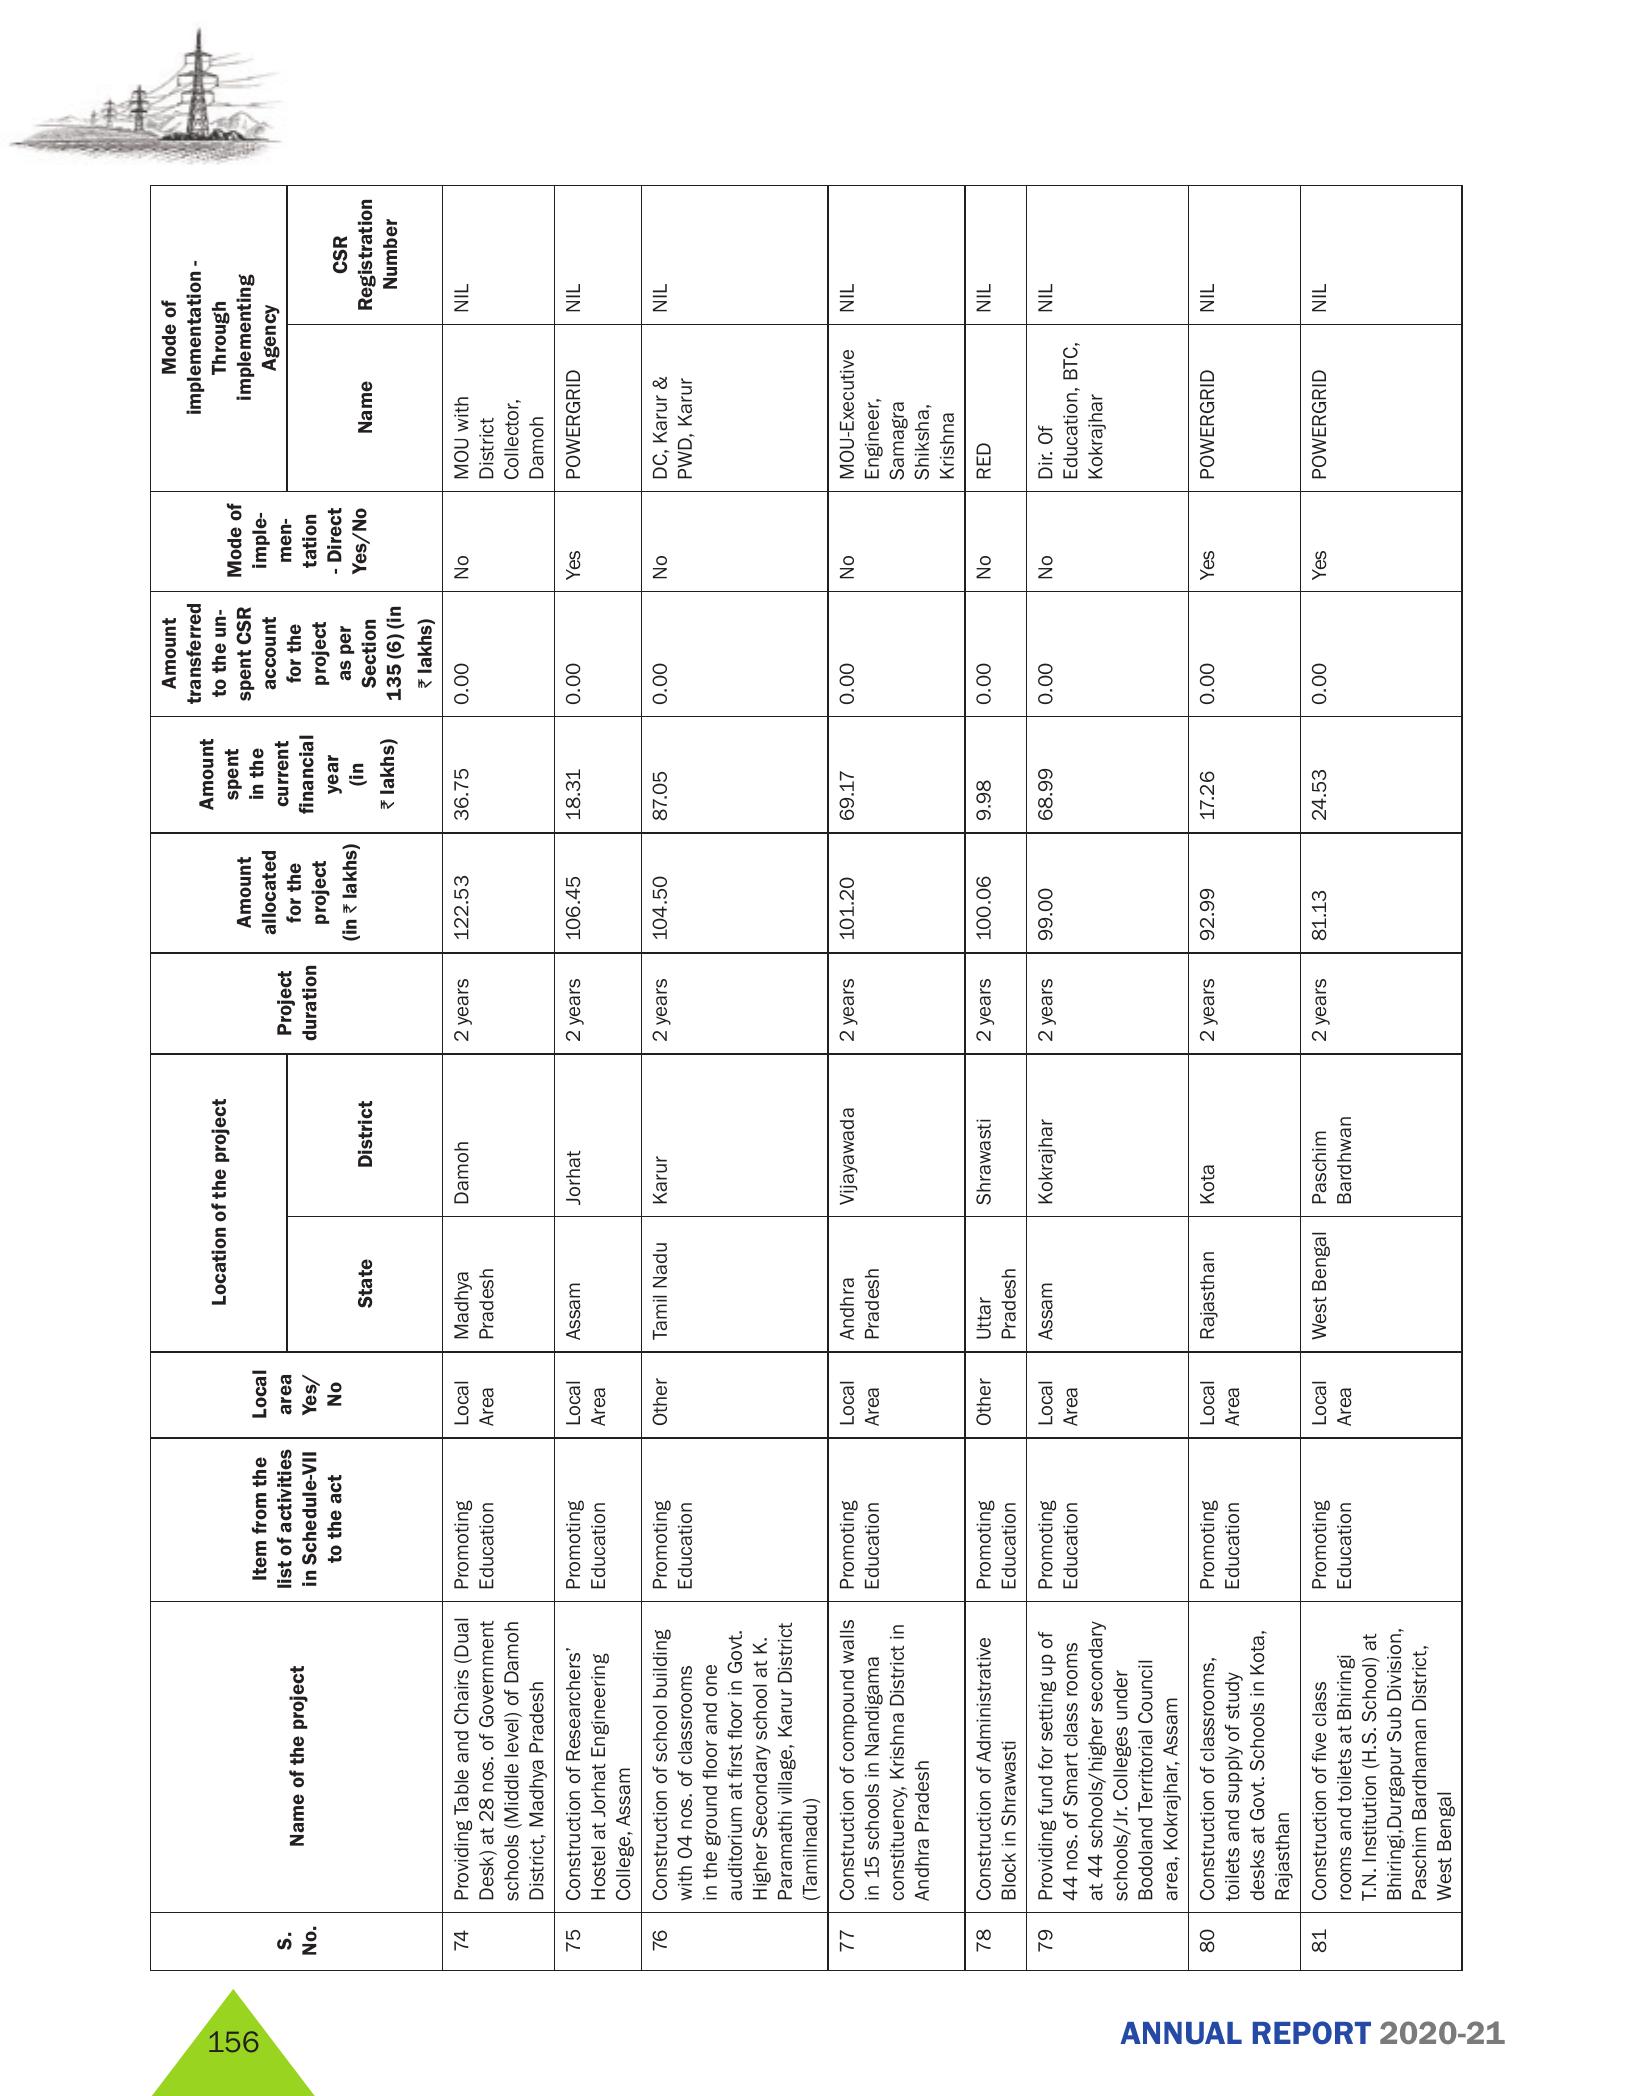 S.
No.
Name of the project
Item from the
list of activities
in Schedule-VII
to the act
Local
area
Yes/
No
Location of the project
State
District
Project
duration
Amount
allocated
for the
project
(in ₹ lakhs)
Amount
spent
in the
current
financial
year
(in
₹ lakhs)
Amount
transferred
to the un-
spent CSR
account
for the
project
as per
Section
135 (6) (in
₹ lakhs)
Mode of
imple-
men-
tation
- Direct
Yes/No
Mode of
implementation -
Through
implementing
Agency
Name
CSR
Registration
Number
74
Providing Table and Chairs (Dual
Desk) at 28 nos. of Government
schools (Middle level) of Damoh
District, Madhya Pradesh
Promoting
Education
Local
Area
Madhya
Pradesh
Damoh
2 years
122.53
36.75
0.00
No
MOU with
District
Collector,
Damoh
NIL
75
Construction of Researchers’
Hostel at Jorhat Engineering
College, Assam
Promoting
Education
Local
Area
Assam
Jorhat
2 years
106.45
18.31
0.00
Yes
POWERGRID
NIL
76
Construction of school building
with 04 nos. of classrooms
in the ground floor and one
auditorium at first floor in Govt.
Higher Secondary school at K.
Paramathi village, Karur District
(Tamilnadu)
Promoting
Education
Other
Tamil Nadu
Karur
2 years
104.50
87.05
0.00
No
DC, Karur &
PWD, Karur
NIL
77
Construction of compound walls
in 15 schools in Nandigama
constituency, Krishna District in
Andhra Pradesh
Promoting
Education
Local
Area
Andhra
Pradesh
Vijayawada
2 years
101.20
69.17
0.00
No
MOU-Executive
Engineer,
Samagra
Shiksha,
Krishna
NIL
78
Construction of Administrative
Block in Shrawasti
Promoting
Education
Other
Uttar
Pradesh
Shrawasti
2 years
100.06
9.98
0.00
No
RED
NIL
79
Providing fund for setting up of
44 nos. of Smart class rooms
at 44 schools/higher secondary
schools/Jr. Colleges under
Bodoland Territorial Council
area, Kokrajhar, Assam
Promoting
Education
Local
Area
Assam
Kokrajhar
2 years
99.00
68.99
0.00
No
Dir. Of
Education, BTC,
Kokrajhar
NIL
80
Construction of classrooms,
toilets and supply of study
desks at Govt. Schools in Kota,
Rajasthan
Promoting
Education
Local
Area
Rajasthan
Kota
2 years
92.99
17.26
0.00
Yes
POWERGRID
NIL
81
Construction of five class
rooms and toilets at Bhiringi
T.N. Institution (H.S. School) at
Bhiringi,Durgapur Sub Division,
Paschim Bardhaman District,
West Bengal
Promoting
Education
Local
Area
West Bengal
Paschim
Bardhwan
2 years
81.13
24.53
0.00
Yes
POWERGRID
NIL
156
ANNUAL REPORT 2020-21